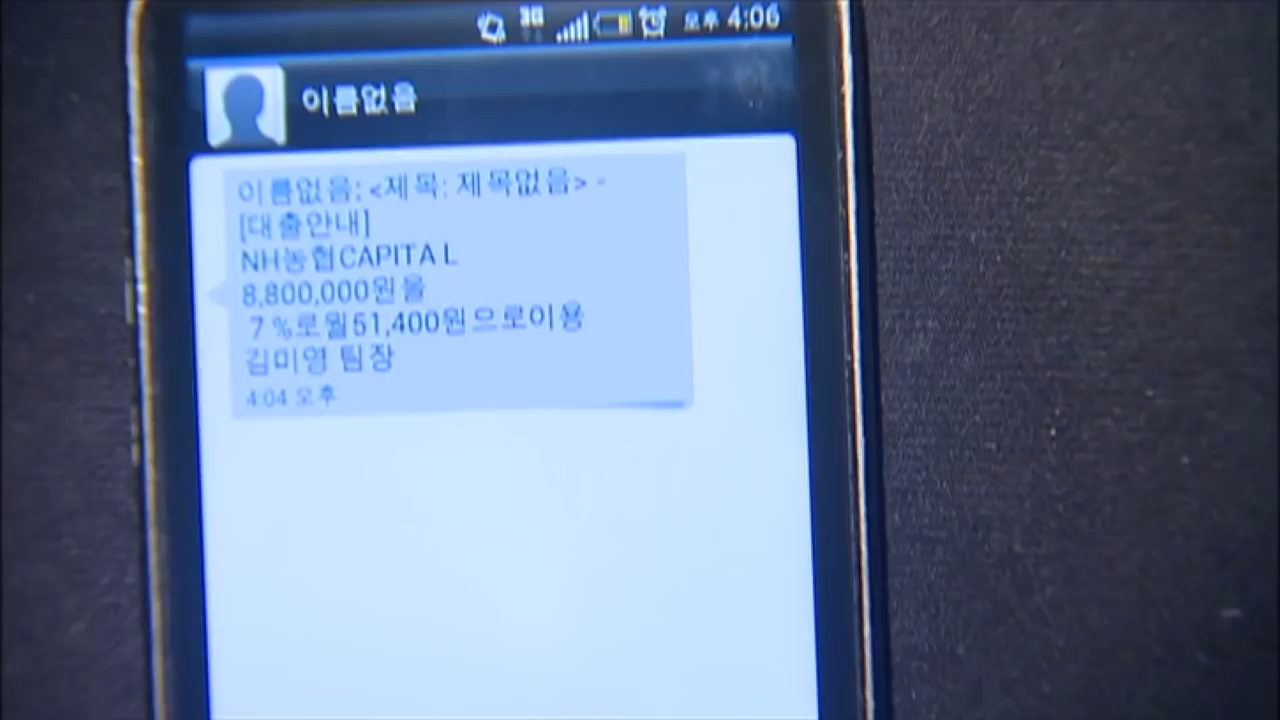 3G 오후 4:06
이름없음
이름없음: <제목: 제목없음> -
[대출안내]
NH농협CAPITA L
8,800,000원을
7 %로월51,400원으로이용
김미영 팀장
4:04 오후